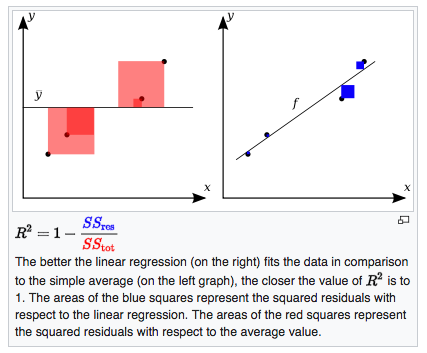 y y
ȳ
f
x x
R² = 1 − SSres / SStot
The better the linear regression (on the right) fits the data in comparison
to the simple average (on the left graph), the closer the value of R² is to
1. The areas of the blue squares represent the squared residuals with
respect to the linear regression. The areas of the red squares represent
the squared residuals with respect to the average value.